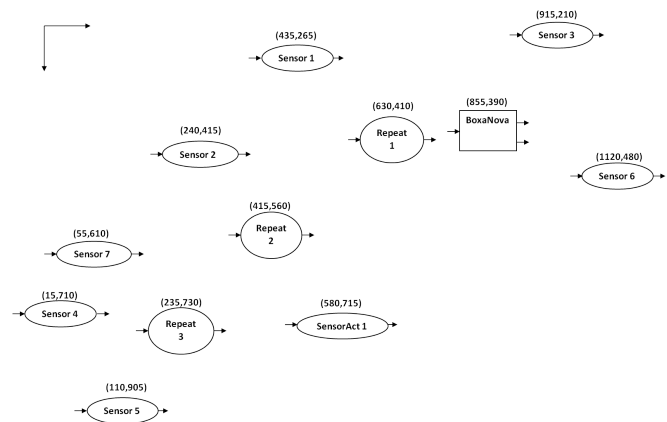 (915,210)
Sensor 3
(435,265)
Sensor 1
(630,410)
Repeat
1
(855,390)
BoxaNova
(240,415)
Sensor 2
(1120,480)
Sensor 6
(415,560)
Repeat
2
(55,610)
Sensor 7
(15,710)
Sensor 4
(235,730)
Repeat
3
(580,715)
SensorAct 1
(110,905)
Sensor 5